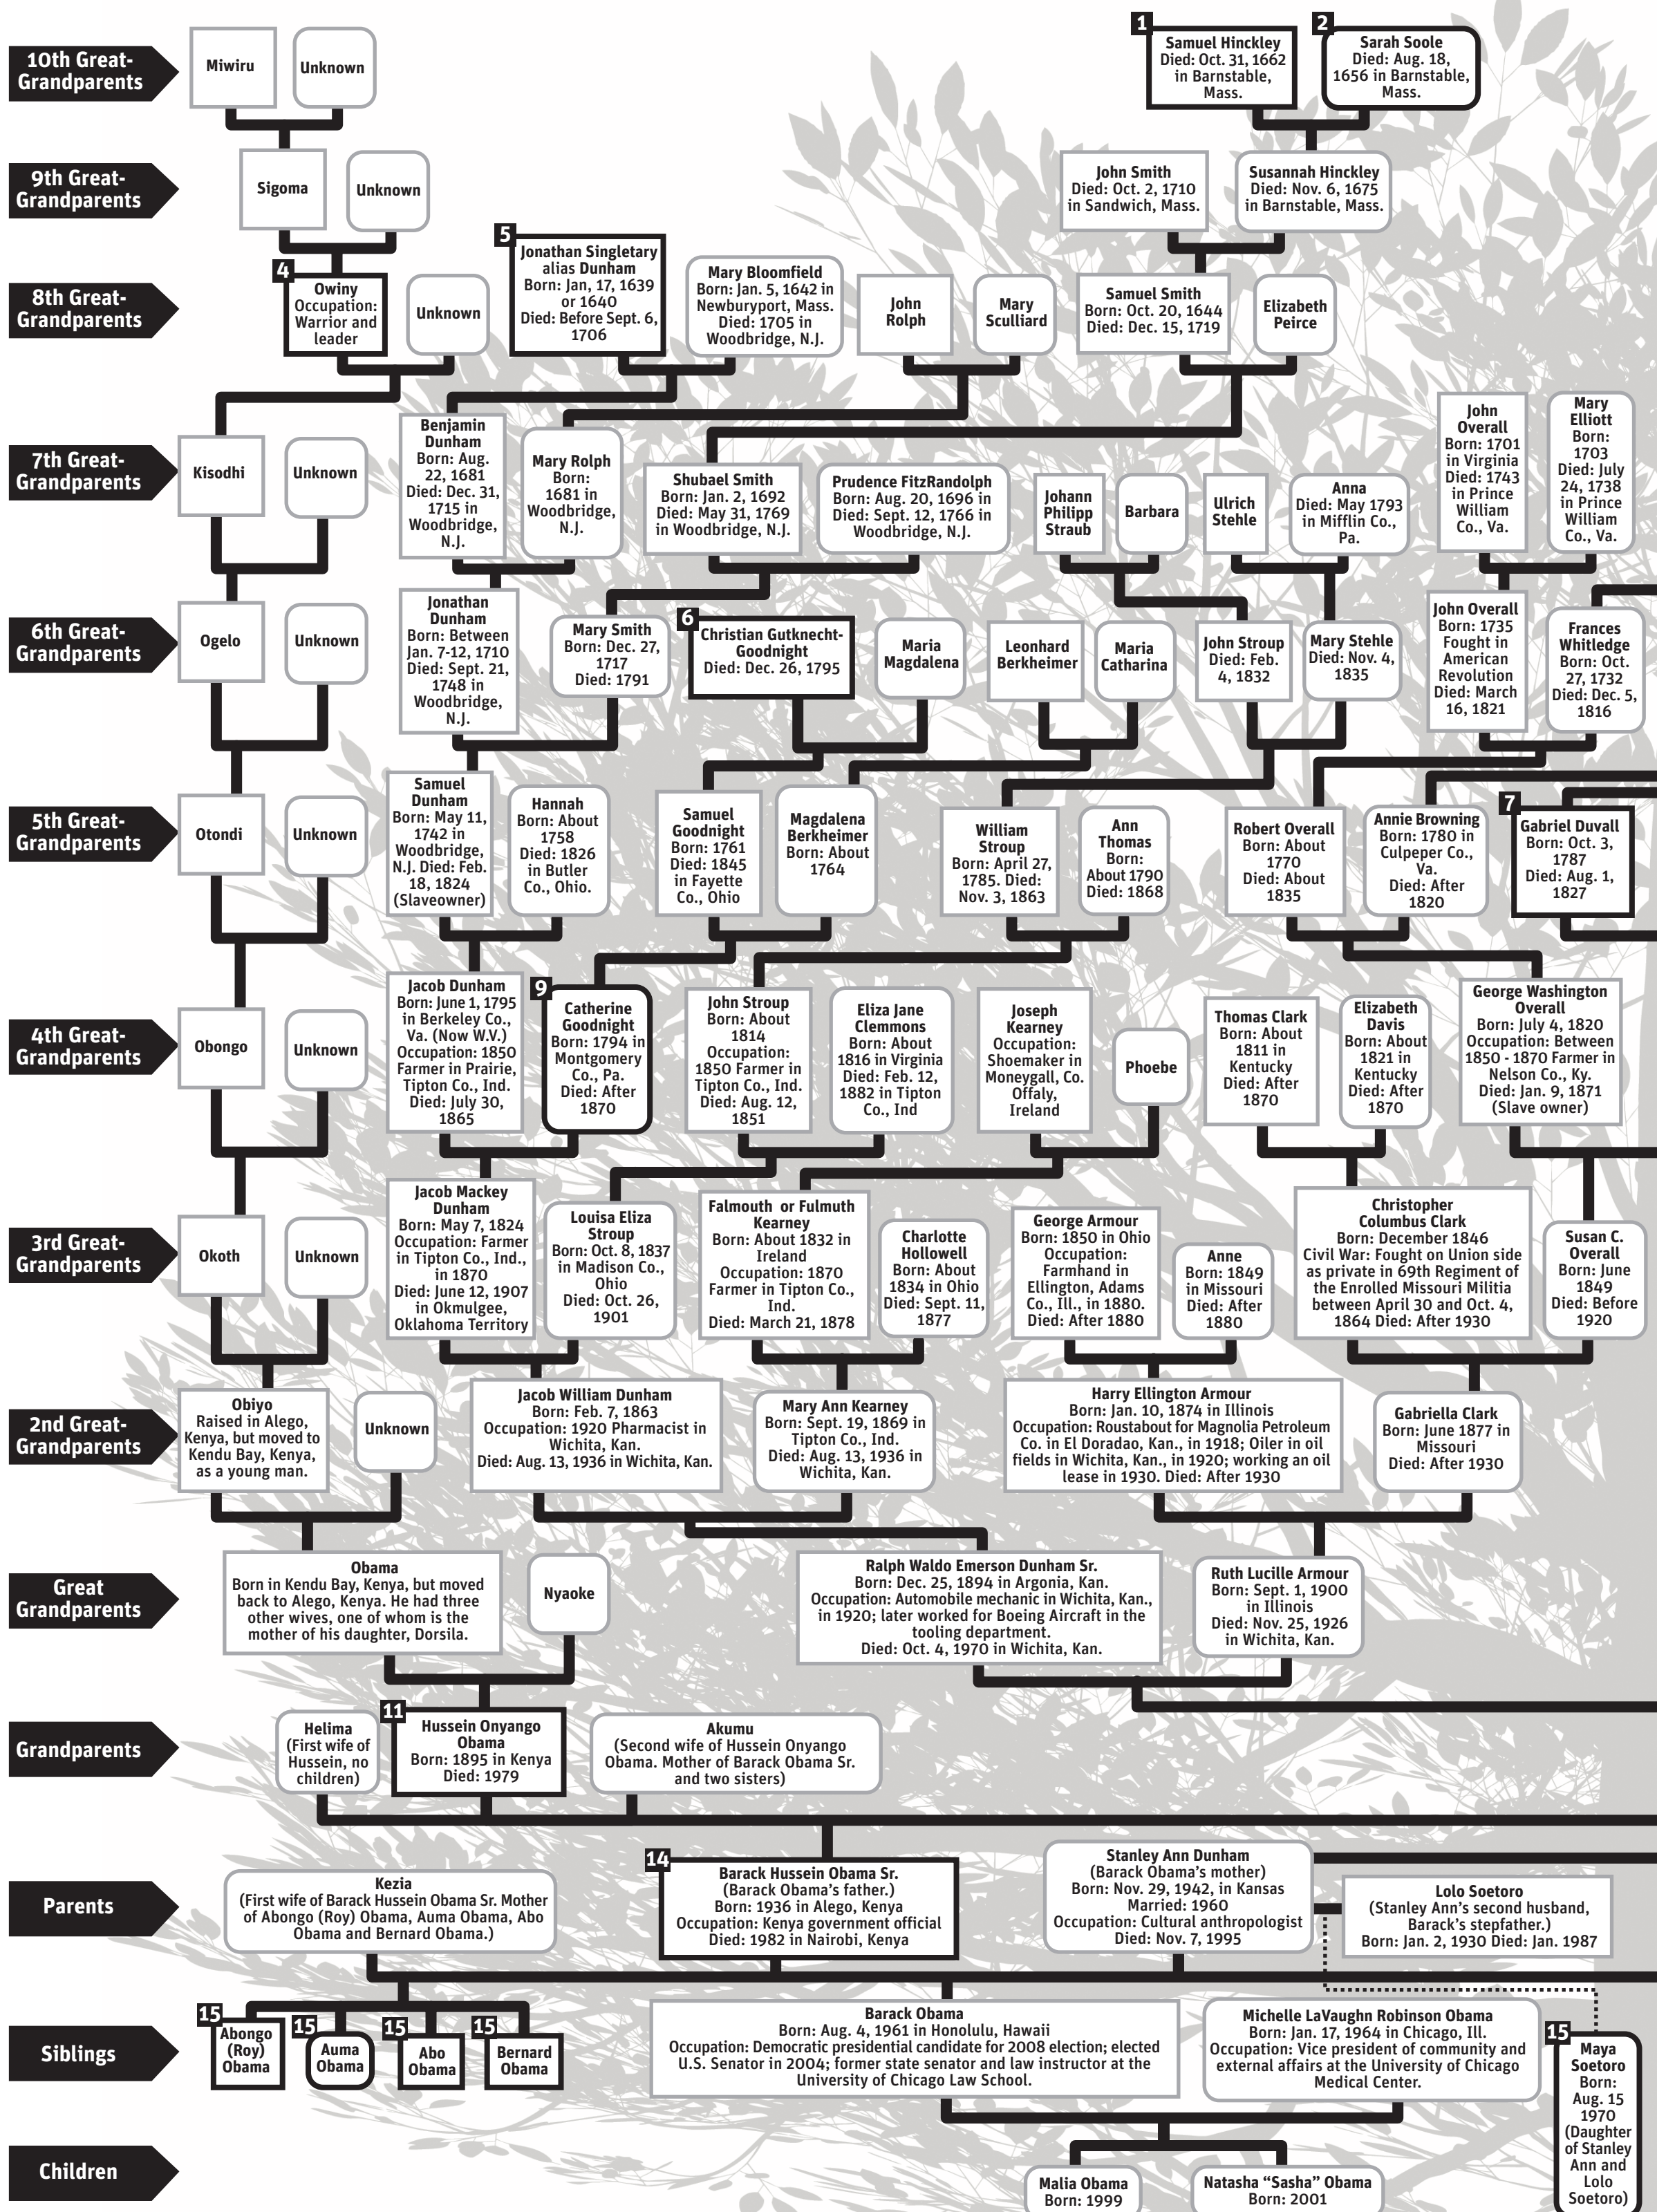 10th Great-
Grandparents
Miwiru
Unknown
1
Samuel Hinckley
Died: Oct. 31, 1662
in Barnstable,
Mass.
2
Sarah Soole
Died: Aug. 18,
1656 in Barnstable,
Mass.
9th Great-
Grandparents
Sigoma
Unknown
John Smith
Died: Oct. 2, 1710
in Sandwich, Mass.
Susannah Hinckley
Died: Nov. 6, 1675
in Barnstable, Mass.
8th Great-
Grandparents
4
Owiny
Occupation:
Warrior and
leader
Unknown
5
Jonathan Singletary
alias Dunham
Born: Jan, 17, 1639
or 1640
Died: Before Sept. 6,
1706
Mary Bloomfield
Born: Jan. 5, 1642 in
Newburyport, Mass.
Died: 1705 in
Woodbridge, N.J.
John
Rolph
Mary
Sculliard
Samuel Smith
Born: Oct. 20, 1644
Died: Dec. 15, 1719
Elizabeth
Peirce
7th Great-
Grandparents
Kisodhi
Unknown
Benjamin
Dunham
Born: Aug.
22, 1681
Died: Dec. 31,
1715 in
Woodbridge,
N.J.
Mary Rolph
Born:
1681 in
Woodbridge,
N.J.
Shubael Smith
Born: Jan. 2, 1692
Died: May 31, 1769
in Woodbridge, N.J.
Prudence FitzRandolph
Born: Aug. 20, 1696 in
Died: Sept. 12, 1766 in
Woodbridge, N.J.
Johann
Philipp
Straub
Barbara
Ulrich
Stehle
Anna
Died: May 1793
in Mifflin Co.,
Pa.
John
Overall
Born: 1701
in Virginia
Died: 1743
in Prince
William
Co., Va.
Mary
Elliott
Born:
1703
Died: July
24, 1738
in Prince
William
Co., Va.
6th Great-
Grandparents
Ogelo
Unknown
Jonathan
Dunham
Born: Between
Jan. 7-12, 1710
Died: Sept. 21,
1748 in
Woodbridge,
N.J.
Mary Smith
Born: Dec. 27,
1717
Died: 1791
6
Christian Gutknecht-
Goodnight
Died: Dec. 26, 1795
Maria
Magdalena
Leonhard
Berkheimer
Maria
Catharina
John Stroup
Died: Feb.
4, 1832
Mary Stehle
Died: Nov. 4,
1835
John Overall
Born: 1735
Fought in
American
Revolution
Died: March
16, 1821
Frances
Whitledge
Born: Oct.
27, 1732
Died: Dec. 5,
1816
5th Great-
Grandparents
Otondi
Unknown
Samuel
Dunham
Born: May 11,
1742 in
Woodbridge,
N.J. Died: Feb.
18, 1824
(Slaveowner)
Hannah
Born: About
1758
Died: 1826
in Butler
Co., Ohio.
Samuel
Goodnight
Born: 1761
Died: 1845
in Fayette
Co., Ohio
Magdalena
Berkheimer
Born: About
1764
William
Stroup
Born: April 27,
1785. Died:
Nov. 3, 1863
Ann
Thomas
Born:
About 1790
Died: 1868
Robert Overall
Born: About
1770
Died: About
1835
Annie Browning
Born: 1780 in
Culpeper Co.,
Va.
Died: After
1820
7
Gabriel Duvall
Born: Oct. 3,
1787
Died: Aug. 1,
1827
4th Great-
Grandparents
Obongo
Unknown
Jacob Dunham
Born: June 1, 1795
in Berkeley Co.,
Va. (Now W.V.)
Occupation: 1850
Farmer in Prairie,
Tipton Co., Ind.
Died: July 30,
1865
9
Catherine
Goodnight
Born: 1794 in
Montgomery
Co., Pa.
Died: After
1870
John Stroup
Born: About
1814
Occupation:
1850 Farmer in
Tipton Co., Ind.
Died: Aug. 12,
1851
Eliza Jane
Clemmons
Born: About
1816 in Virginia
Died: Feb. 12,
1882 in Tipton
Co., Ind
Joseph
Kearney
Occupation:
Shoemaker in
Moneygall, Co.
Offaly,
Ireland
Phoebe
Thomas Clark
Born: About
1811 in
Kentucky
Died: After
1870
Elizabeth
Davis
Born: About
1821 in
Kentucky
Died: After
1870
George Washington
Overall
Born: July 4, 1820
Occupation: Between
1850 - 1870 Farmer in
Nelson Co., Ky.
Died: Jan. 9, 1871
(Slave owner)
3rd Great-
Grandparents
Okoth
Unknown
Jacob Mackey
Dunham
Born: May 7, 1824
Occupation: Farmer
in Tipton Co., Ind.,
in 1870
Died: June 12, 1907
in Okmulgee,
Oklahoma Territory
Louisa Eliza
Stroup
Born: Oct. 8, 1837
in Madison Co.,
Ohio
Died: Oct. 26,
1901
Falmouth or Fulmuth
Kearney
Born: About 1832 in
Ireland
Occupation: 1870
Farmer in Tipton Co.,
Ind.
Died: March 21, 1878
Charlotte
Hollowell
Born: About
1834 in Ohio
Died: Sept. 11,
1877
George Armour
Born: 1850 in Ohio
Occupation:
Farmhand in
Ellington, Adams
Co., Ill., in 1880.
Died: After 1880
Anne
Born: 1849
in Missouri
Died: After
1880
Christopher
Columbus Clark
Born: December 1846
Civil War: Fought on Union side
as private in 69th Regiment of
the Enrolled Missouri Militia
between April 30 and Oct. 4,
1864 Died: After 1930
Susan C.
Overall
Born: June
1849
Died: Before
1920
2nd Great-
Grandparents
Obiyo
Raised in Alego,
Kenya, but moved to
Kendu Bay, Kenya,
as a young man.
Unknown
Jacob William Dunham
Born: Feb. 7, 1863
Occupation: 1920 Pharmacist in
Wichita, Kan.
Died: Aug. 13, 1936 in Wichita, Kan.
Mary Ann Kearney
Born: Sept. 19, 1869 in
Tipton Co., Ind.
Died: Aug. 13, 1936 in
Wichita, Kan.
Harry Ellington Armour
Born: Jan. 10, 1874 in Illinois
Occupation: Roustabout for Magnolia Petroleum
Co. in El Doradao, Kan., in 1918; Oiler in oil
fields in Wichita, Kan., in 1920; working an oil
lease in 1930. Died: After 1930
Gabriella Clark
Born: June 1877 in
Missouri
Died: After 1930
Great
Grandparents
Obama
Born in Kendu Bay, Kenya, but moved
back to Alego, Kenya. He had three
other wives, one of whom is the
mother of his daughter, Dorsila.
Nyaoke
Ralph Waldo Emerson Dunham Sr.
Born: Dec. 25, 1894 in Argonia, Kan.
Occupation: Automobile mechanic in Wichita, Kan.,
in 1920; later worked for Boeing Aircraft in the
tooling department.
Died: Oct. 4, 1970 in Wichita, Kan.
Ruth Lucille Armour
Born: Sept. 1, 1900
in Illinois
Died: Nov. 25, 1926
in Wichita, Kan.
Grandparents
Helima
(First wife of
Hussein, no
children)
11
Hussein Onyango
Obama
Born: 1895 in Kenya
Died: 1979
Akumu
(Second wife of Hussein Onyango
Obama. Mother of Barack Obama Sr.
and two sisters)
Parents
Kezia
(First wife of Barack Hussein Obama Sr. Mother
of Abongo (Roy) Obama, Auma Obama, Abo
Obama and Bernard Obama.)
14
Barack Hussein Obama Sr.
(Barack Obama's father.)
Born: 1936 in Alego, Kenya
Occupation: Kenya government official
Died: 1982 in Nairobi, Kenya
Stanley Ann Dunham
(Barack Obama's mother)
Born: Nov. 29, 1942, in Kansas
Married: 1960
Occupation: Cultural anthropologist
Died: Nov. 7, 1995
Lolo Soetoro
(Stanley Ann's second husband,
Barack's stepfather.)
Born: Jan. 2, 1930 Died: Jan. 1987
Siblings
15
Abongo
(Roy)
Obama
15
Auma
Obama
15
Abo
Obama
15
Bernard
Obama
Barack Obama
Born: Aug. 4, 1961 in Honolulu, Hawaii
Occupation: Democratic presidential candidate for 2008 election; elected
U.S. Senator in 2004; former state senator and law instructor at the
University of Chicago Law School.
Michelle LaVaughn Robinson Obama
Born: Jan. 17, 1964 in Chicago, Ill.
Occupation: Vice president of community and
external affairs at the University of Chicago
Medical Center.
15
Maya
Soetoro
Born:
Aug. 15
1970
(Daughter
of Stanley
Ann and
Lolo
Soetoro)
Children
Malia Obama
Born: 1999
Natasha “Sasha” Obama
Born: 2001